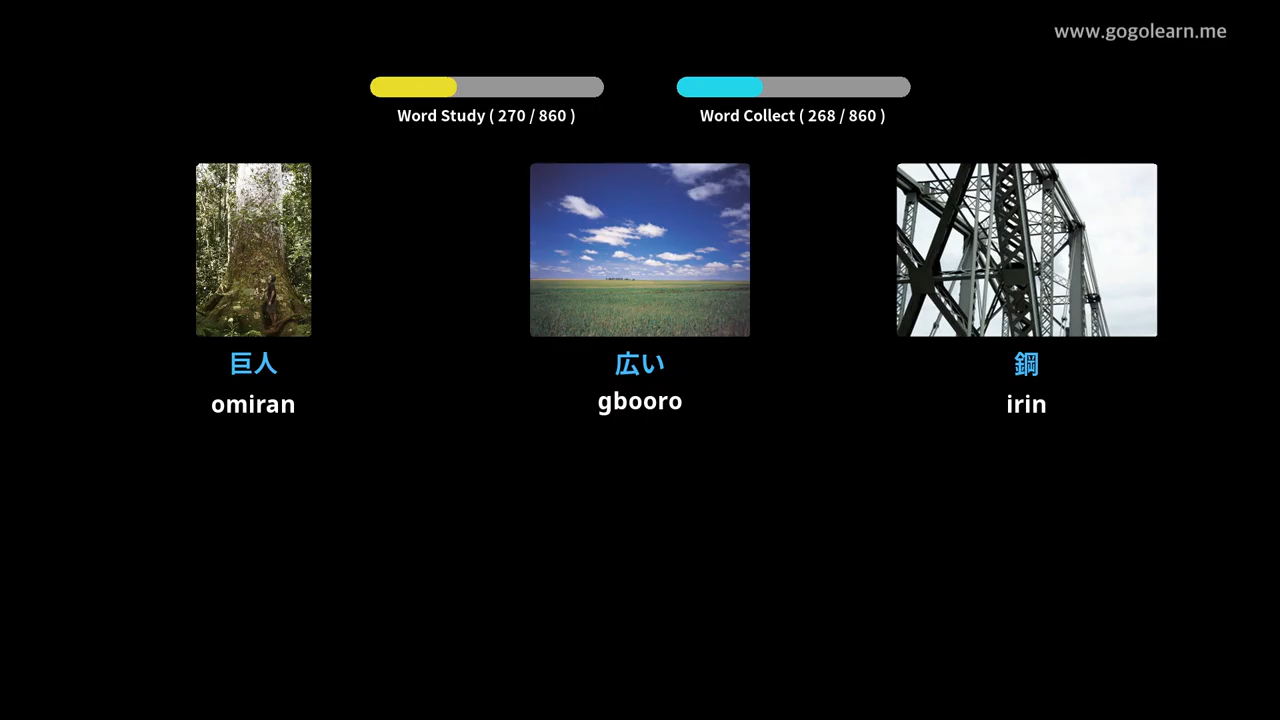 www.gogolearn.me
Word Study ( 270 / 860 )
Word Collect ( 268 / 860 )
巨人
omiran
広い
gbooro
鋼
irin